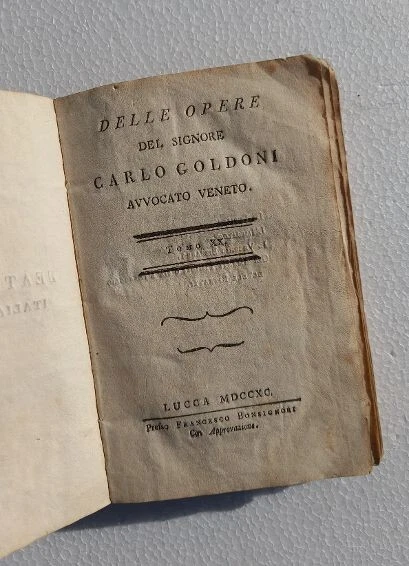 DELLE OPERE
DEL SIGNORE
CARLO GOLDONI
AVVOCATO VENETO.
TOMO XX.
LUCCA MDCCXC.
Presso FRANCESCO BONSIGNORI
Con Approvazione.